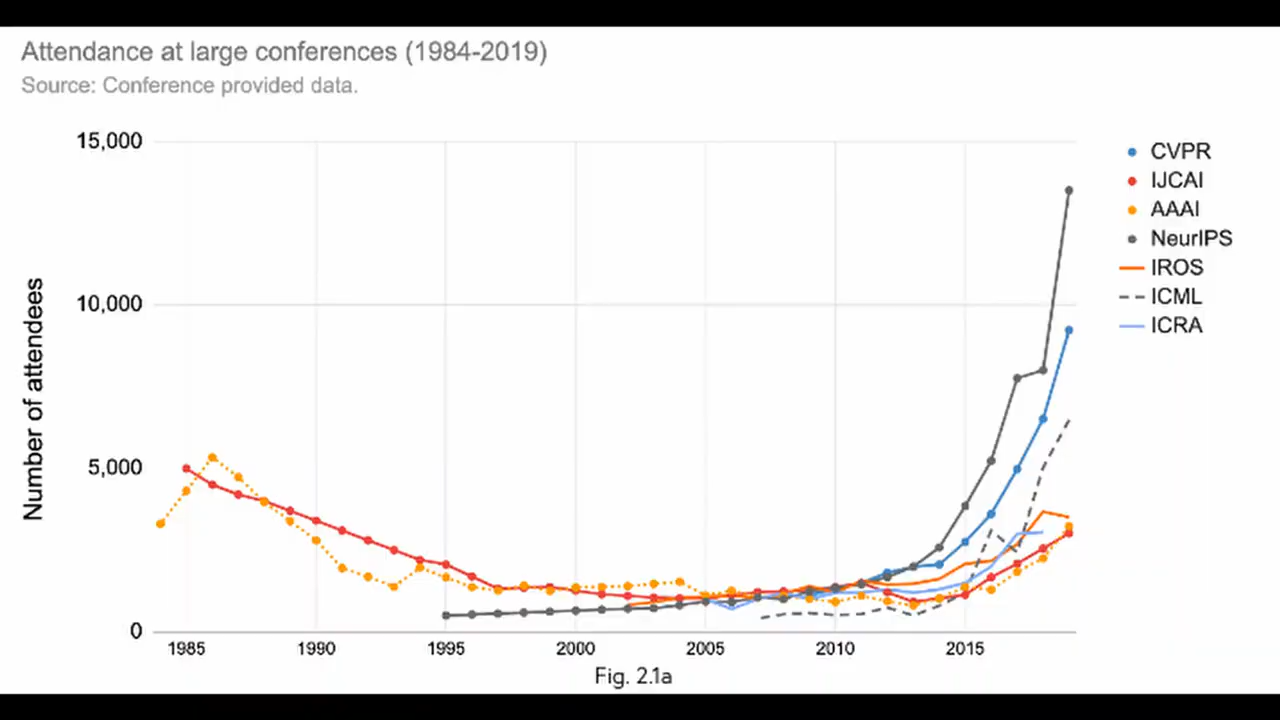 Attendance at large conferences (1984-2019)
Source: Conference provided data.
Number of attendees
15,000
10,000
5,000
0
1985 1990 1995 2000 2005 2010 2015
CVPR
IJCAI
AAAI
NeurIPS
IROS
ICML
ICRA
Fig. 2.1a